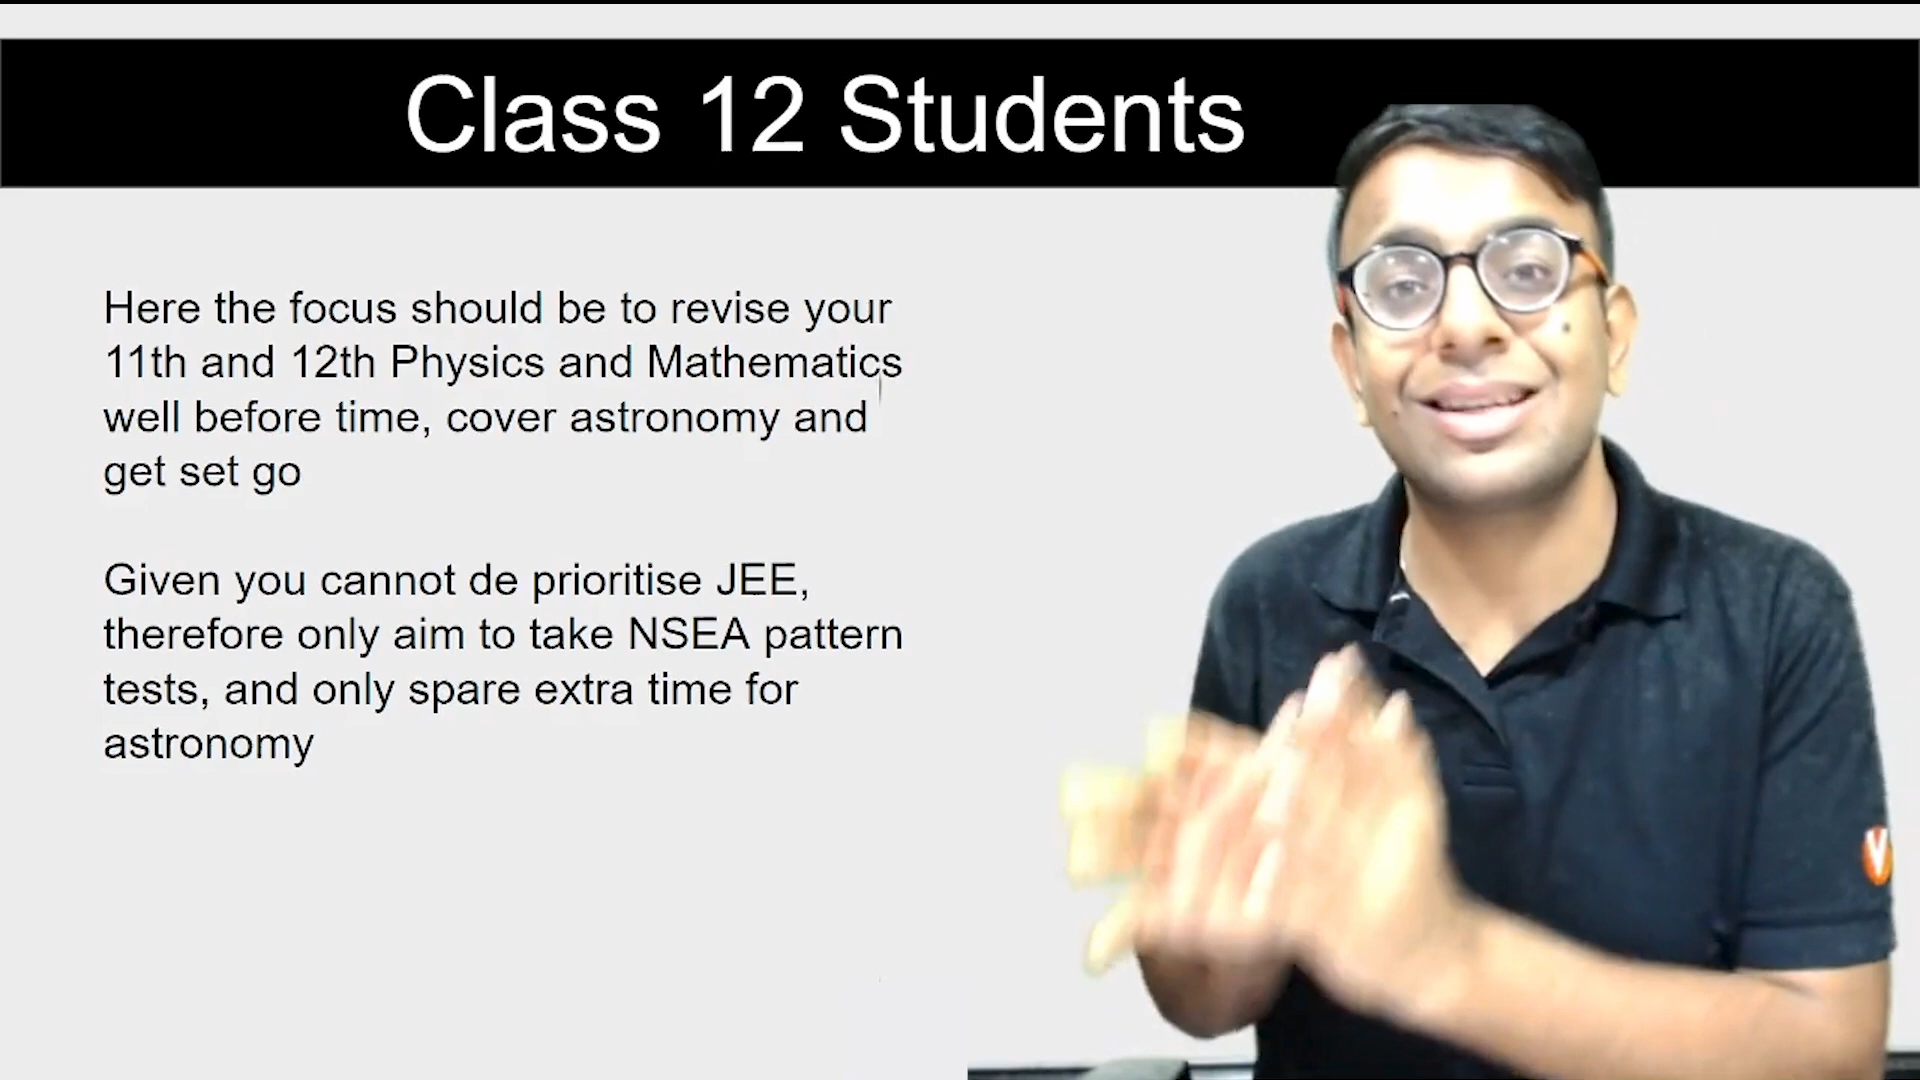 Class 12 Students
Here the focus should be to revise your
11th and 12th Physics and Mathematics
well before time, cover astronomy and
get set go
Given you cannot de prioritise JEE,
therefore only aim to take NSEA pattern
tests, and only spare extra time for
astronomy
V